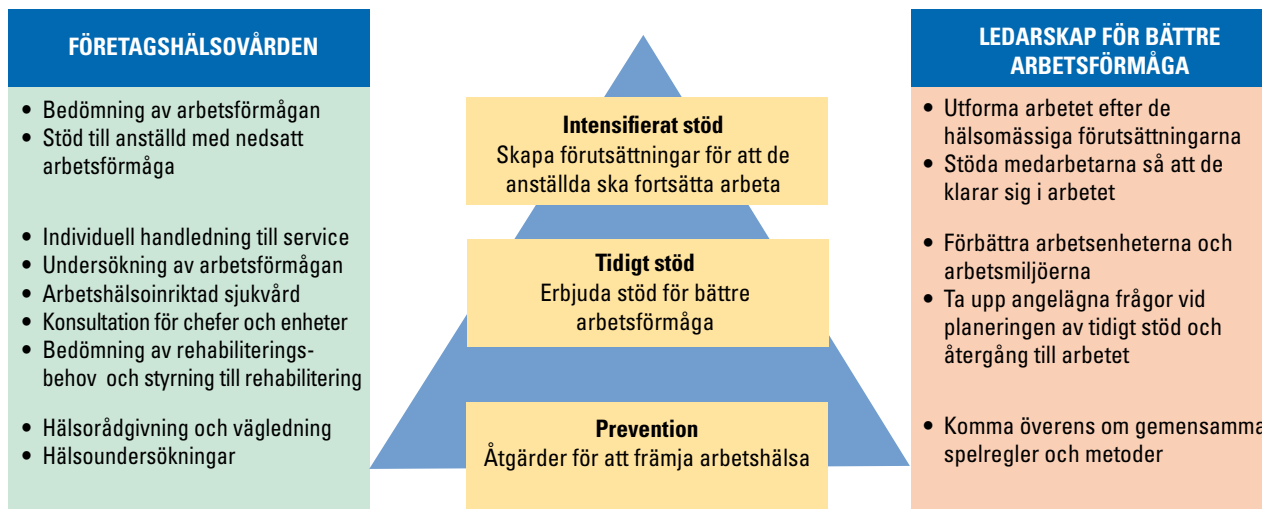 FÖRETAGSHÄLSOVÅRDEN
• Bedömning av arbetsförmågan
• Stöd till anställd med nedsatt
arbetsförmåga
• Individuell handledning till service
• Undersökning av arbetsförmågan
• Arbetshälsoinriktad sjukvård
• Konsultation för chefer och enheter
• Bedömning av rehabiliterings-
behov och styrning till rehabilitering
• Hälsorådgivning och vägledning
• Hälsoundersökningar
Intensifierat stöd
Skapa förutsättningar för att de
anställda ska fortsätta arbeta
Tidigt stöd
Erbjuda stöd för bättre
arbetsförmåga
Prevention
Åtgärder för att främja arbetshälsa
LEDARSKAP FÖR BÄTTRE
ARBETSFÖRMÅGA
• Utforma arbetet efter de
hälsomässiga förutsättningarna
• Stöda medarbetarna så att de
klarar sig i arbetet
• Förbättra arbetsenheterna och
arbetsmiljöerna
• Ta upp angelägna frågor vid
planeringen av tidigt stöd och
återgång till arbetet
• Komma överens om gemensamma
spelregler och metoder